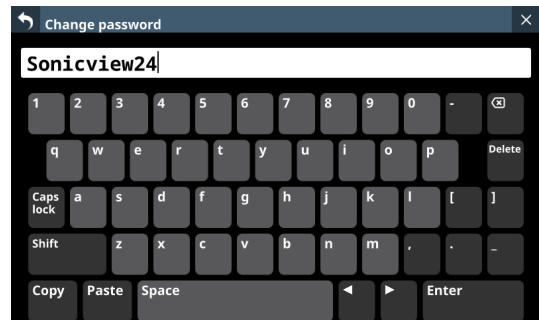 Change password
Sonicview24
1 2 3 4 5 6 7 8 9 0 -
q w e r t y u i o p Delete
Caps lock a s d f g h j k l [ ]
Shift z x c v b n m , . _
Copy Paste Space ◀ ▶ Enter